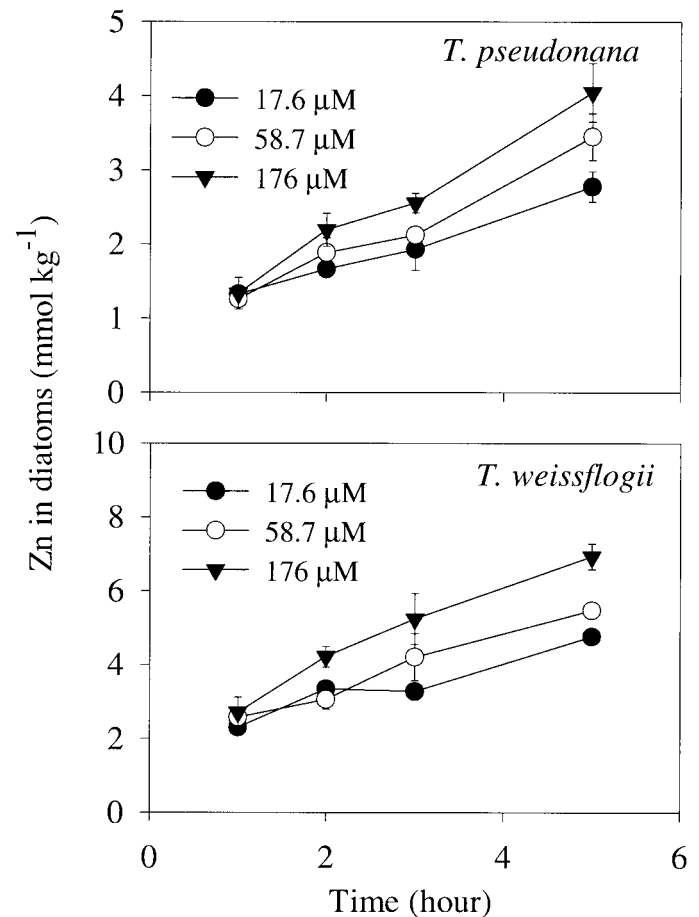 5
T. pseudonana
17.6 µM
4
58.7 µM
176 µM
3
2
1
0
Zn in diatoms (mmol kg⁻¹)
10
T. weissflogii
17.6 µM
8
58.7 µM
176 µM
6
4
2
0
0 2 4 6
Time (hour)